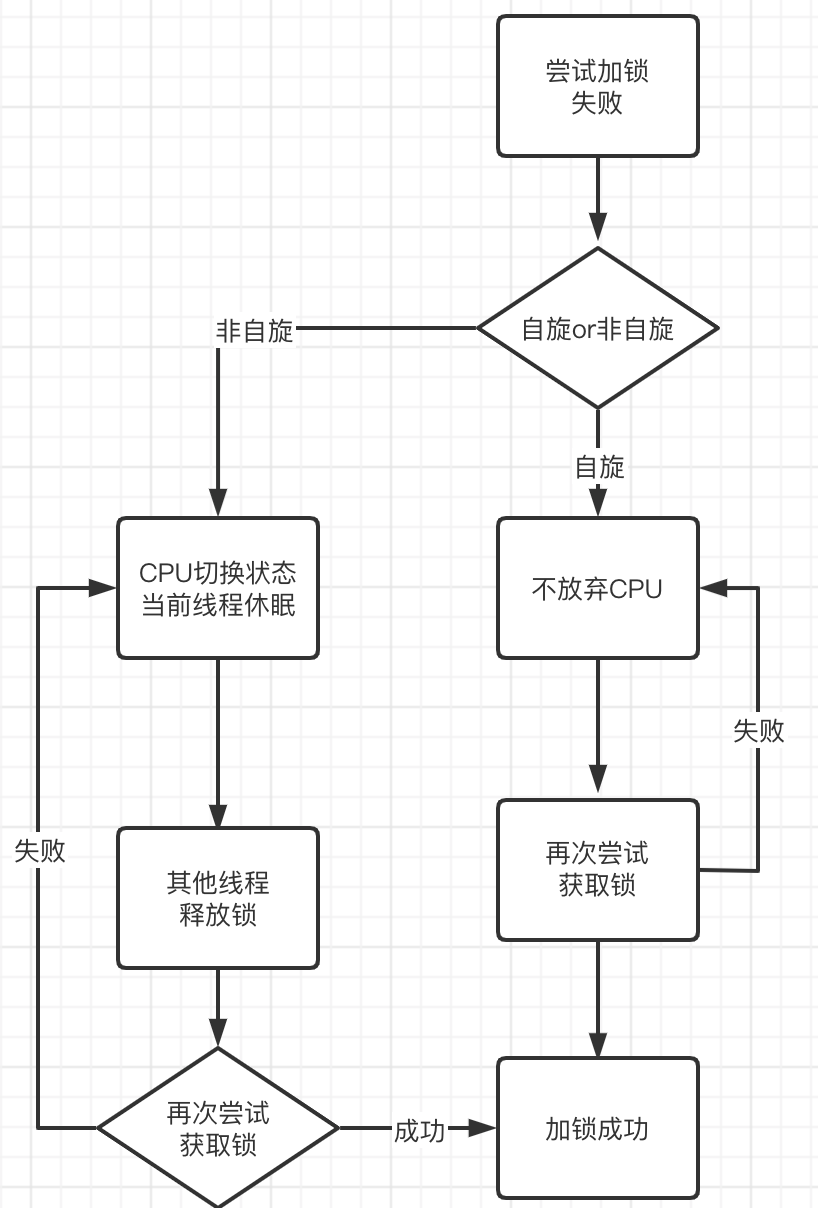 尝试加锁
失败
自旋or非自旋
非自旋
自旋
CPU切换状态
当前线程休眠
不放弃CPU
失败
失败
其他线程
释放锁
再次尝试
获取锁
再次尝试
获取锁
成功
加锁成功